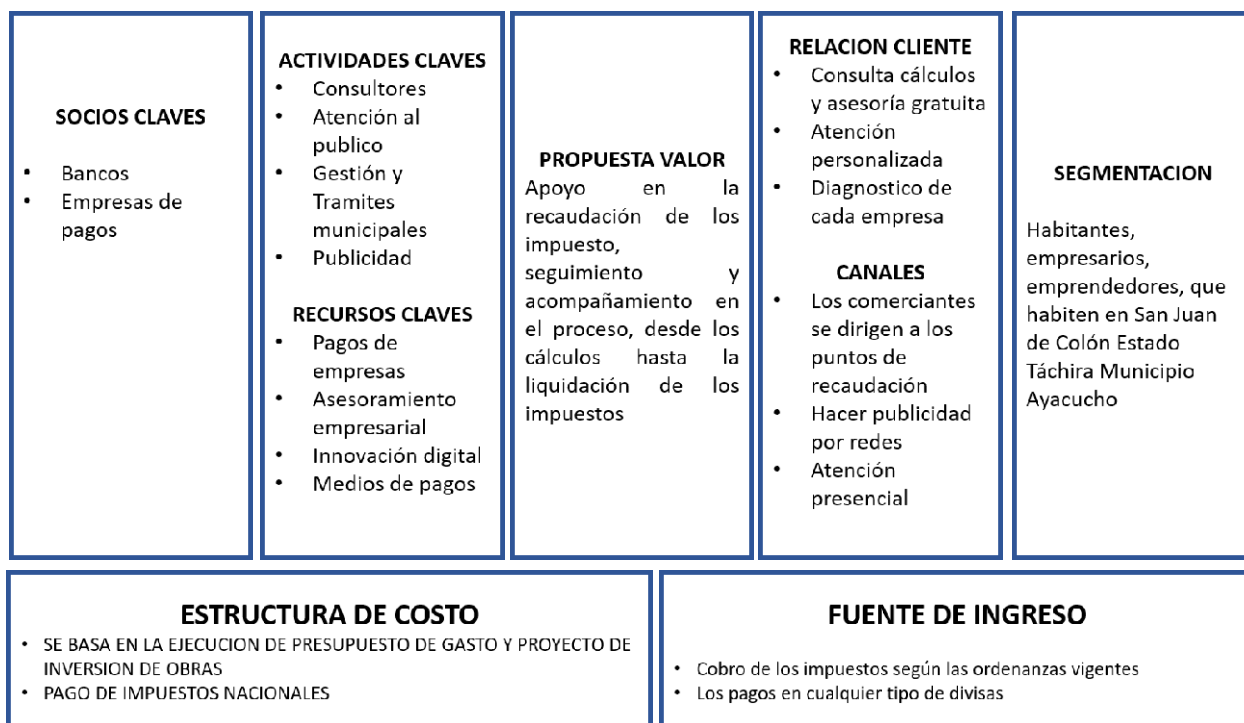 SOCIOS CLAVES
• Bancos
• Empresas de
pagos
ACTIVIDADES CLAVES
• Consultores
• Atención al
publico
• Gestión y
Tramites
municipales
• Publicidad
RECURSOS CLAVES
• Pagos de
empresas
• Asesoramiento
empresarial
• Innovación digital
• Medios de pagos
PROPUESTA VALOR
Apoyo en la
recaudación de los
impuesto,
seguimiento y
acompañamiento en
el proceso, desde los
cálculos hasta la
liquidación de los
impuestos
RELACION CLIENTE
• Consulta cálculos
y asesoría gratuita
• Atención
personalizada
• Diagnostico de
cada empresa
CANALES
• Los comerciantes
se dirigen a los
puntos de
recaudación
• Hacer publicidad
por redes
• Atención
presencial
SEGMENTACION
Habitantes,
empresarios,
emprendedores, que
habiten en San Juan
de Colón Estado
Táchira Municipio
Ayacucho
ESTRUCTURA DE COSTO
• SE BASA EN LA EJECUCION DE PRESUPUESTO DE GASTO Y PROYECTO DE
INVERSION DE OBRAS
• PAGO DE IMPUESTOS NACIONALES
FUENTE DE INGRESO
• Cobro de los impuestos según las ordenanzas vigentes
• Los pagos en cualquier tipo de divisas